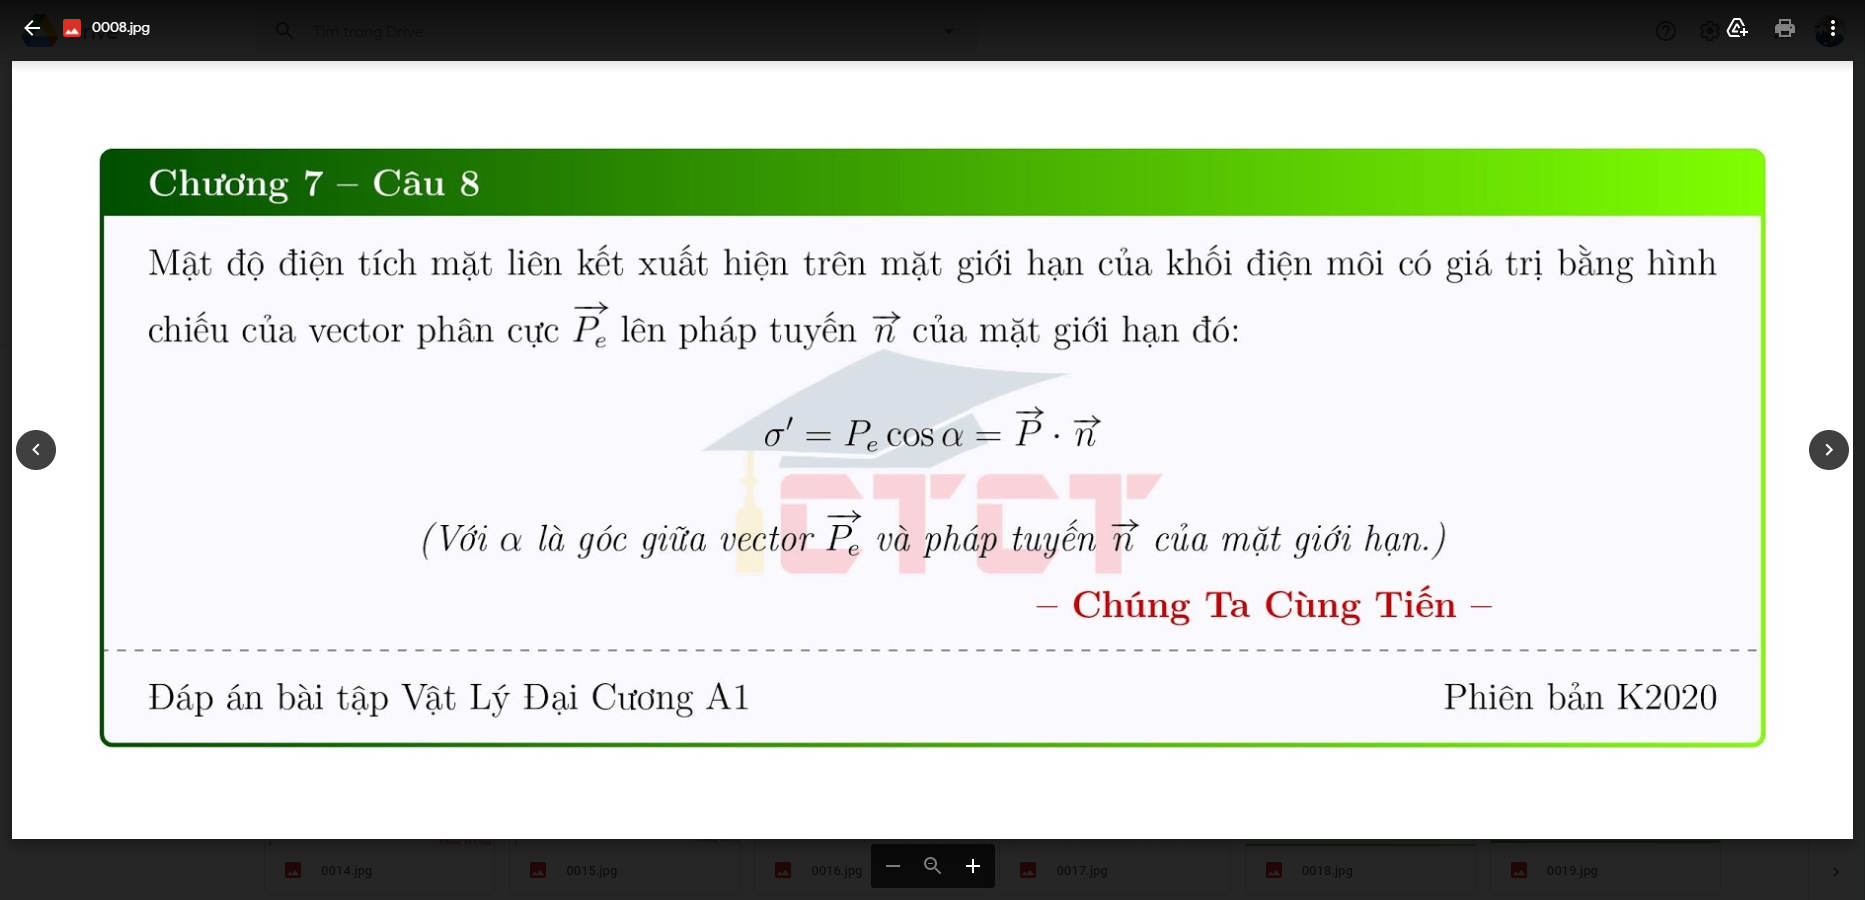 0008.jpg
Tìm trong Drive
Chương 7 – Câu 8
Mật độ điện tích mặt liên kết xuất hiện trên mặt giới hạn của khối điện môi có giá trị bằng hình
chiếu của vector phân cực $\overrightarrow{P_e}$ lên pháp tuyến $\overrightarrow{n}$ của mặt giới hạn đó:
$\sigma' = P_e \cos \alpha = \overrightarrow{P} \cdot \overrightarrow{n}$
CTCT
(Với α là góc giữa vector $\overrightarrow{P_e}$ và pháp tuyến $\overrightarrow{n}$ của mặt giới hạn.)
– Chúng Ta Cùng Tiến –
Đáp án bài tập Vật Lý Đại Cương A1 Phiên bản K2020
0014.jpg 0015.jpg 0016.jpg 0017.jpg 0018.jpg 0019.jpg